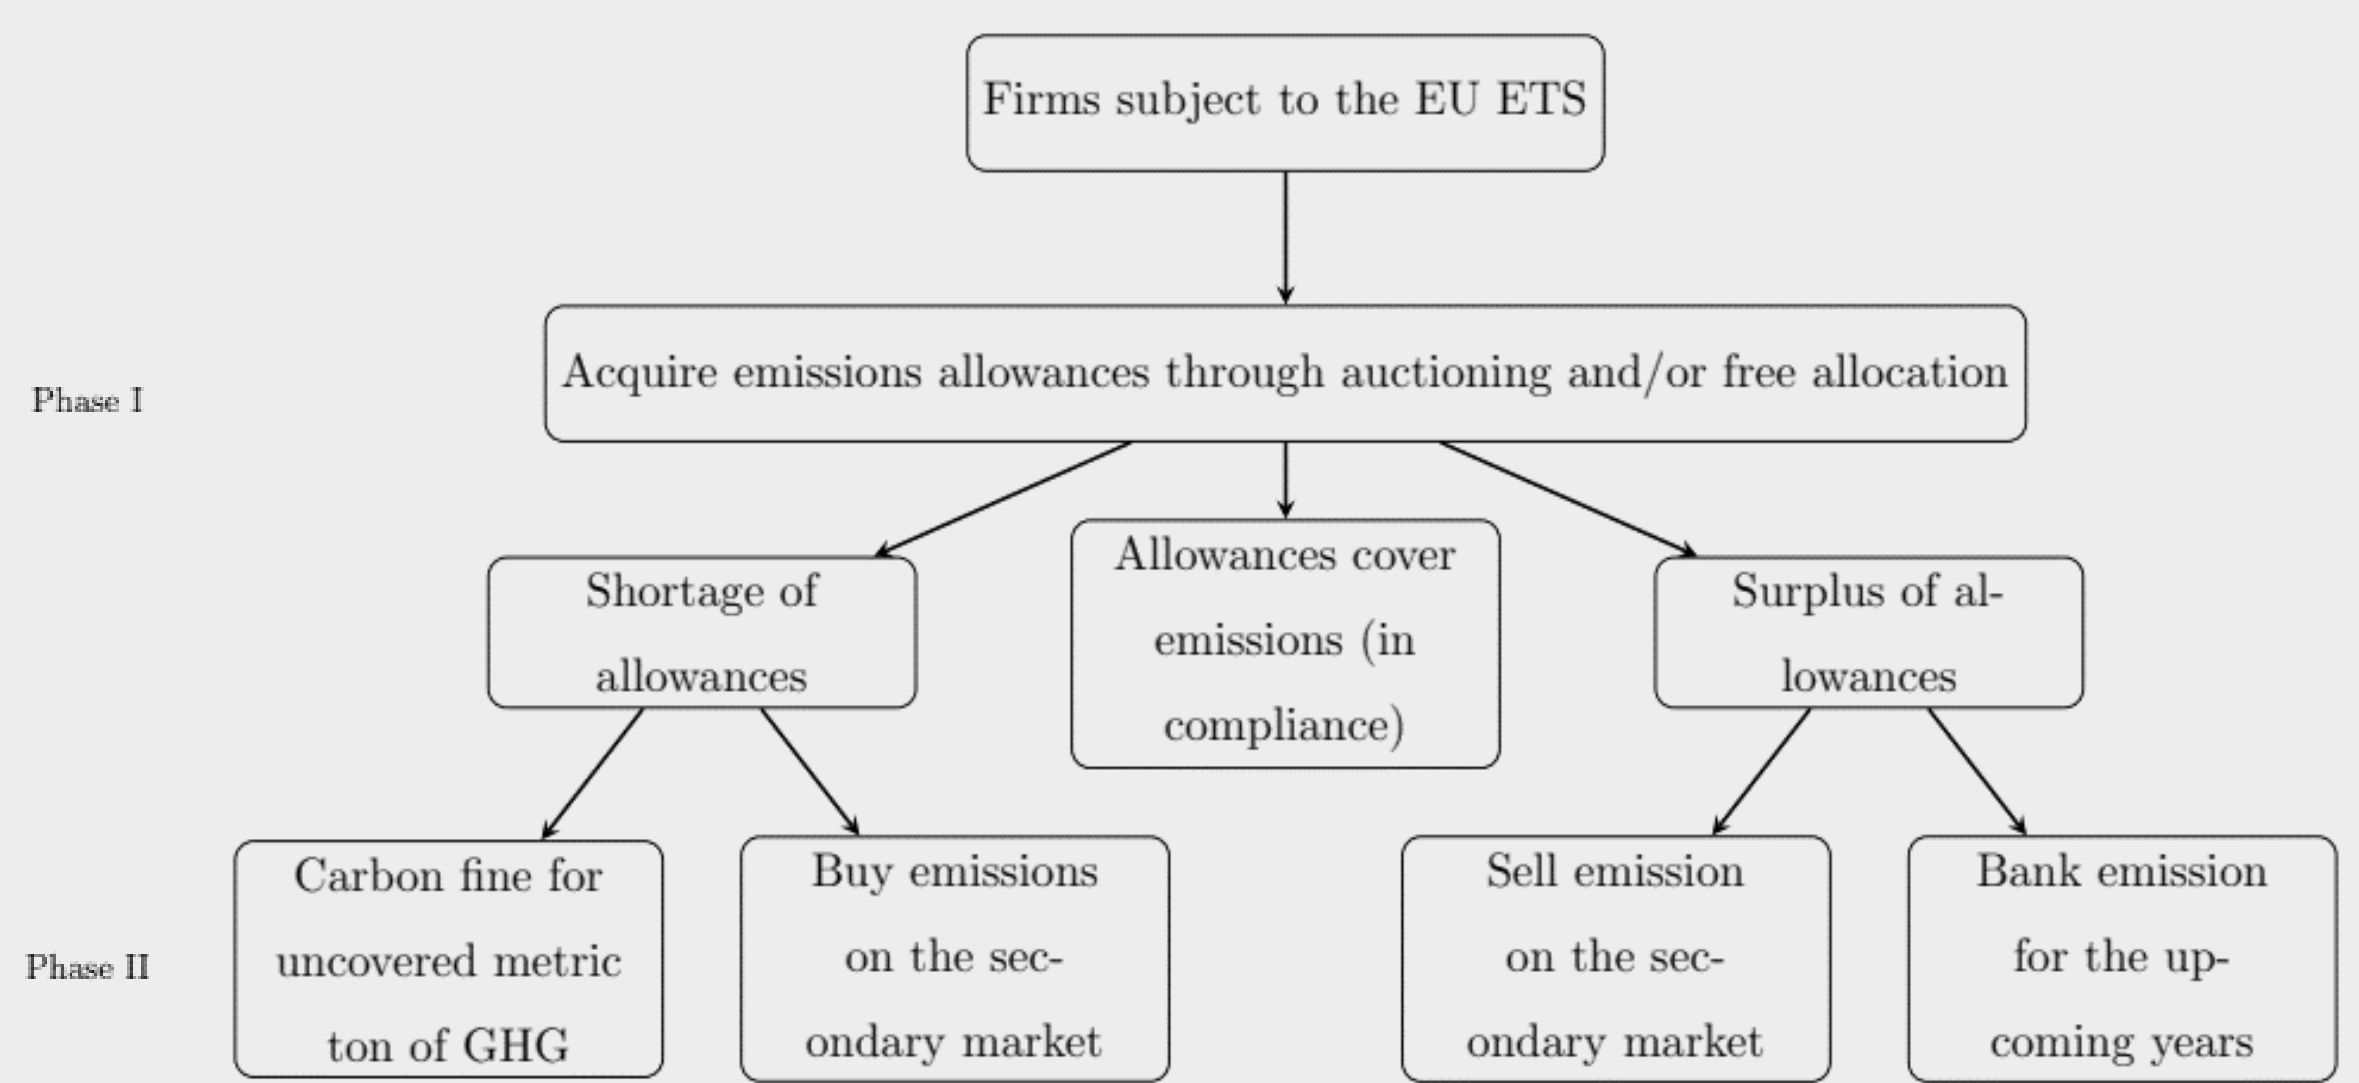 Firms subject to the EU ETS
Phase I
Acquire emissions allowances through auctioning and/or free allocation
Shortage of
allowances
Allowances cover
emissions (in
compliance)
Surplus of al-
lowances
Phase II
Carbon fine for
uncovered metric
ton of GHG
Buy emissions
on the sec-
ondary market
Sell emission
on the sec-
ondary market
Bank emission
for the up-
coming years